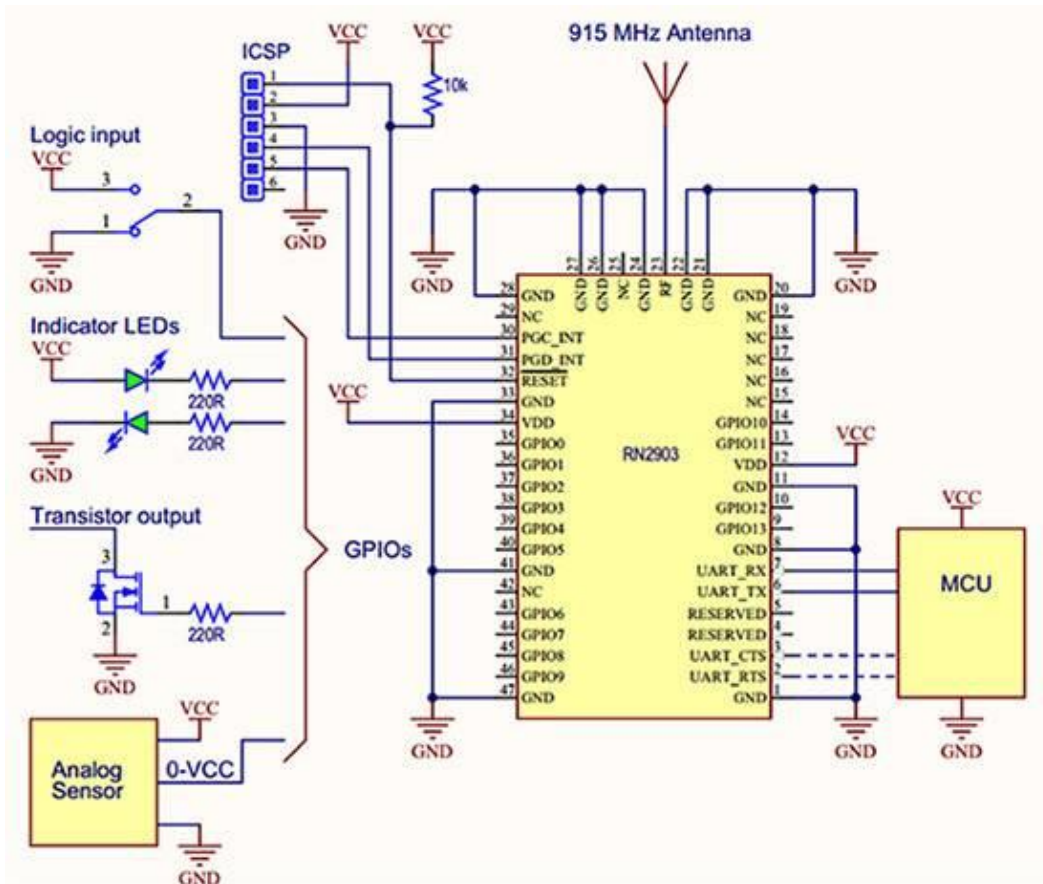 VCC
VCC
915 MHz Antenna
ICSP
1
2
3
4
5
6
10k
GND
Logic input
VCC
3
2
1
GND
Indicator LEDs
VCC
220R
GND
220R
Transistor output
3
1
2
220R
GND
GPIOs
Analog
Sensor
VCC
0-VCC
GND
GND
GND
27 GND
26 GND
25 NC
24 GND
23 RF
22 GND
21 GND
28 GND
29 NC
30 PGC_INT
31 PGD_INT
32 RESET
33 GND
VCC
34 VDD
35 GPIO0
36 GPIO1
37 GPIO2
38 GPIO3
39 GPIO4
40 GPIO5
41 GND
42 NC
43 GPIO6
44 GPIO7
45 GPIO8
46 GPIO9
47 GND
GND
RN2903
GND 20
NC 19
NC 18
NC 17
NC 16
NC 15
GPIO10 14
GPIO11 13
VDD 12
VCC
GND 11
GPIO12 10
GPIO13 9
GND 8
UART_RX 7
UART_TX 6
RESERVED 5
RESERVED 4
UART_CTS 3
UART_RTS 2
GND 1
GND
VCC
MCU
GND